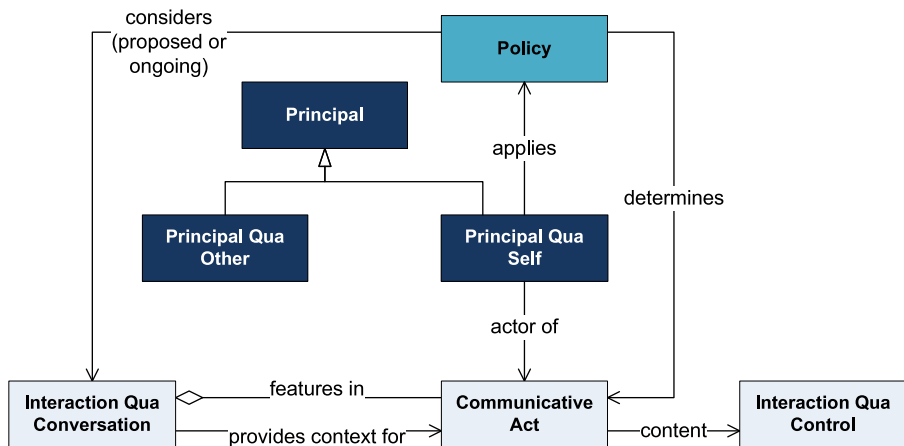 considers
(proposed or
ongoing)
Policy
Principal
applies
determines
Principal Qua
Other
Principal Qua
Self
actor of
Interaction Qua
Conversation
features in
provides context for
Communicative
Act
content
Interaction Qua
Control